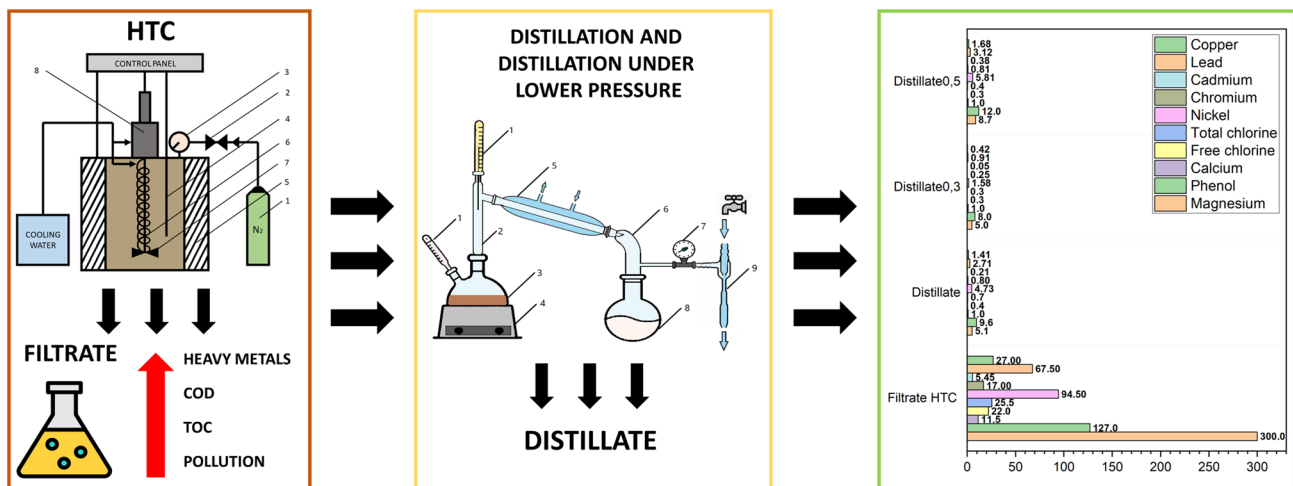 HTC
CONTROL PANEL
8
3
2
4
6
7
5
1
COOLING
WATER
N₂
FILTRATE
HEAVY METALS
COD
TOC
POLLUTION
DISTILLATION AND
DISTILLATION UNDER
LOWER PRESSURE
1
5
1
2
3
4
6
7
8
9
DISTILLATE
Copper
Lead
Cadmium
Chromium
Nickel
Total chlorine
Free chlorine
Calcium
Phenol
Magnesium
Distillate0,5
1.68
3.12
0.38
0.81
5.81
0.4
0.3
1.0
12.0
8.7
Distillate0,3
0.42
0.91
0.05
0.25
1.58
0.3
0.3
1.0
8.0
5.0
Distillate
1.41
2.71
0.21
0.80
4.73
0.7
0.4
1.0
9.6
5.1
Filtrate HTC
27.00
67.50
5.45
17.00
94.50
25.5
22.0
11.5
127.0
300.0
0 50 100 150 200 250 300